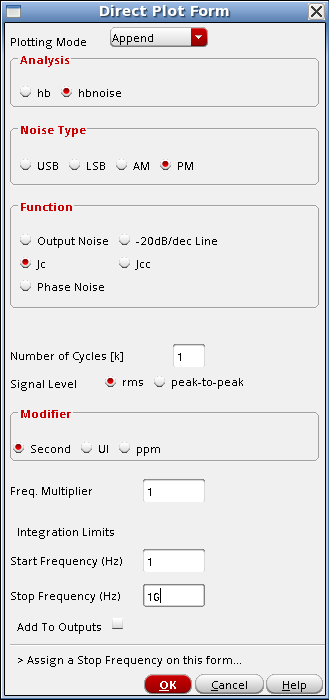 Direct Plot Form
Plotting Mode Append
Analysis
hb hbnoise
Noise Type
USB LSB AM PM
Function
Output Noise -20dB/dec Line
Jc Jcc
Phase Noise
Number of Cycles [k] 1
Signal Level rms peak-to-peak
Modifier
Second UI ppm
Freq. Multiplier 1
Integration Limits
Start Frequency (Hz) 1
Stop Frequency (Hz) 1G
Add To Outputs
> Assign a Stop Frequency on this form...
OK Cancel Help